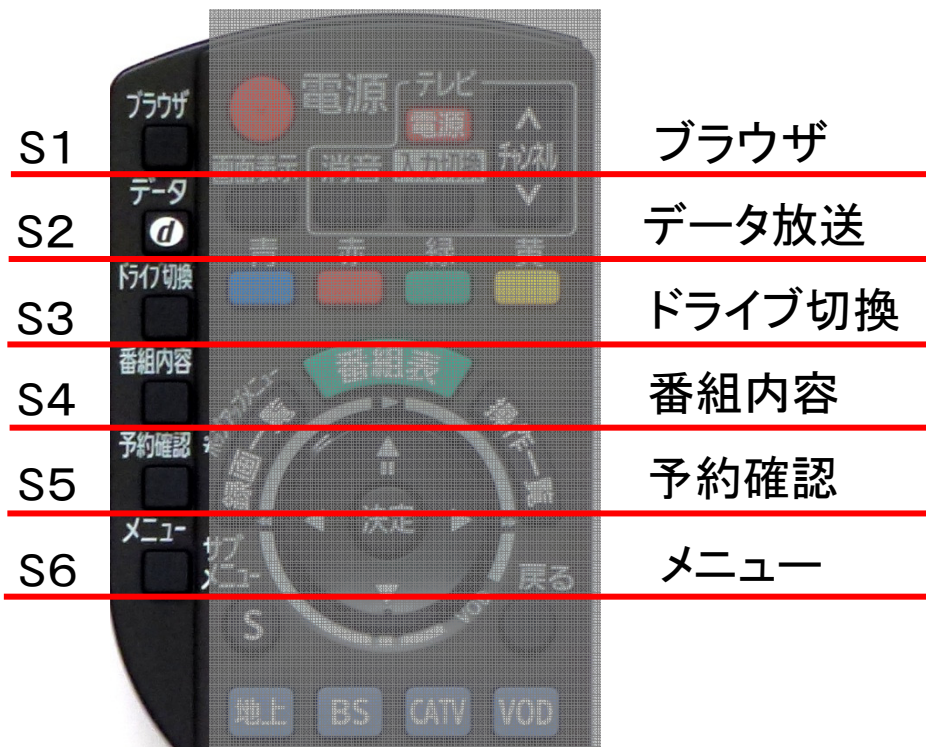 S1
ブラウザ
ブラウザ
S2
データ
d
データ放送
S3
ドライブ切換
ドライブ切換
S4
番組内容
番組内容
S5
予約確認
予約確認
S6
メニュー
メニュー
電源
テレビ
電源
画面表示
消音
入力切換
チャンネル
青
赤
緑
黄
番組表
録画一覧
操作一覧
決定
サブ
メニュー
S
戻る
地上
BS
CATV
VOD